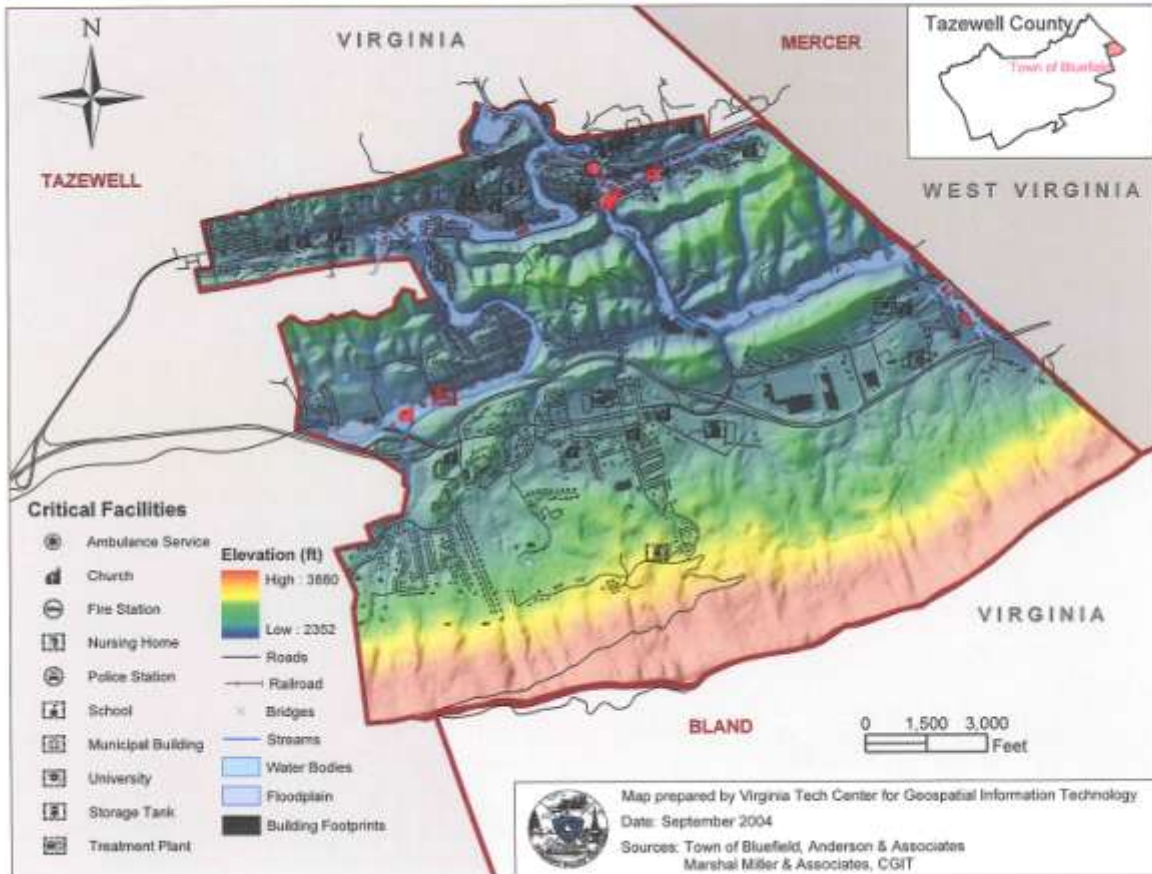 N
VIRGINIA
MERCER
Tazewell County
Town of Bluefield
TAZEWELL
WEST VIRGINIA
Critical Facilities
Ambulance Service
Church
Fire Station
Nursing Home
Police Station
School
Municipal Building
University
Storage Tank
Treatment Plant
Elevation (ft)
Low : 2352
Roads
Railroad
Bridges
Streams
Water Bodies
Floodplain
Building Footprints
VIRGINIA
BLAND
0 1,500 3,000
Feet
Map prepared by Virginia Tech Center for Geospatial Information Technology
Date: September 2004
Sources: Town of Bluefield, Anderson & Associates
Marshal Miller & Associates, CGIT